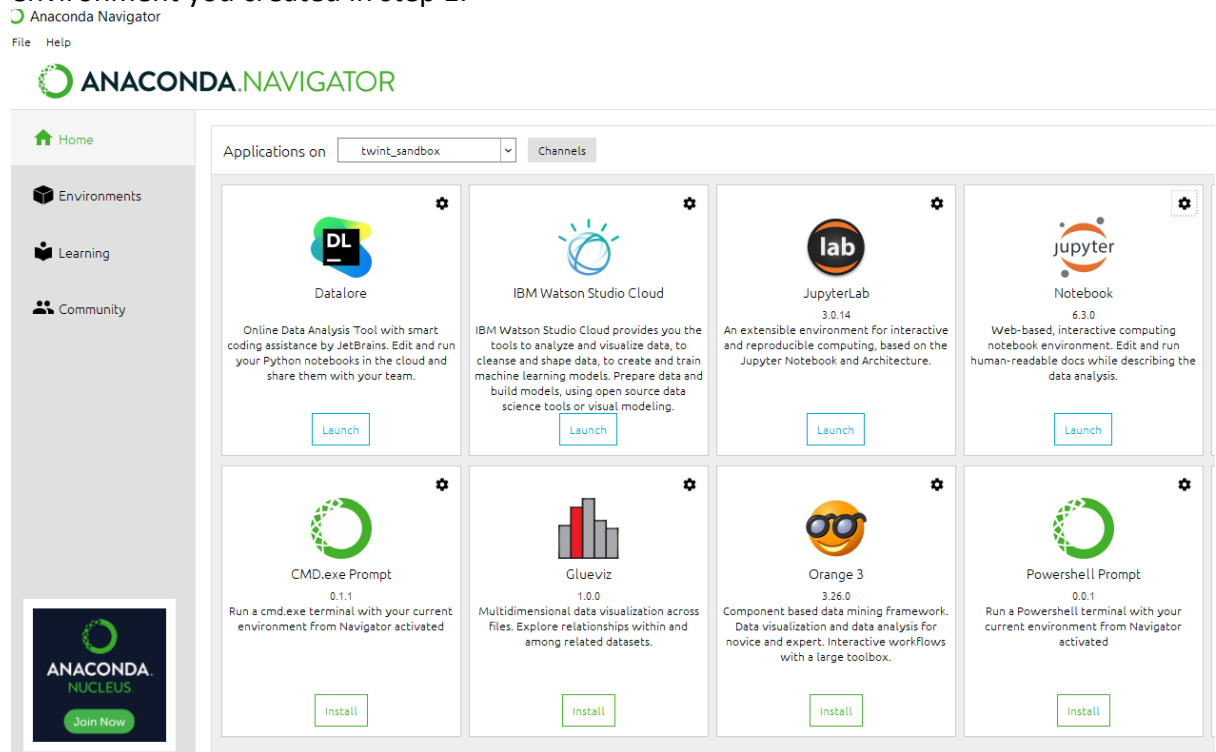 Anaconda Navigator
File Help
ANACONDA.NAVIGATOR
Home
Environments
Learning
Community
Applications on twint_sandbox Channels
DL
Datalore
Online Data Analysis Tool with smart
coding assistance by JetBrains. Edit and run
your Python notebooks in the cloud and
share them with your team.
Launch
IBM Watson Studio Cloud
IBM Watson Studio Cloud provides you the
tools to analyze and visualize data, to
cleanse and shape data, to create and train
machine learning models. Prepare data and
build models, using open source data
science tools or visual modeling.
Launch
lab
JupyterLab
3.0.14
An extensible environment for interactive
and reproducible computing, based on the
Jupyter Notebook and Architecture.
Launch
jupyter
Notebook
6.3.0
Web-based, interactive computing
notebook environment. Edit and run
human-readable docs while describing the
data analysis.
Launch
CMD.exe Prompt
0.1.1
Run a cmd.exe terminal with your current
environment from Navigator activated
Install
Glueviz
1.0.0
Multidimensional data visualization across
files. Explore relationships within and
among related datasets.
Install
Orange 3
3.26.0
Component based data mining framework.
Data visualization and data analysis for
novice and expert. Interactive workflows
with a large toolbox.
Install
Powershell Prompt
0.0.1
Run a Powershell terminal with your
current environment from Navigator
activated
Install
ANACONDA.
NUCLEUS
Join Now